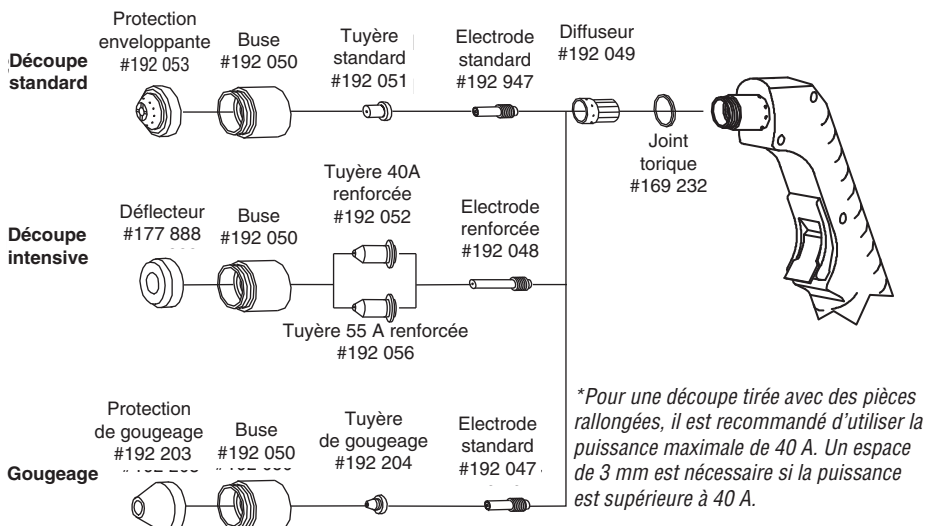 Découpe
standard
Protection
enveloppante
#192 053
Buse
#192 050
Tuyère
standard
#192 051
Electrode
standard
#192 947
Diffuseur
#192 049
Joint
torique
#169 232
Découpe
intensive
Déflecteur
#177 888
Buse
#192 050
Tuyère 40A
renforcée
#192 052
Tuyère 55 A renforcée
#192 056
Electrode
renforcée
#192 048
Gougeage
Protection
de gougeage
#192 203
Buse
#192 050
Tuyère
de gougeage
#192 204
Electrode
standard
#192 047
*Pour une découpe tirée avec des pièces
rallongées, il est recommandé d'utiliser la
puissance maximale de 40 A. Un espace
de 3 mm est nécessaire si la puissance
est supérieure à 40 A.